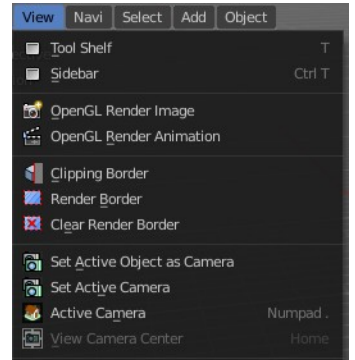 View Navi Select Add Object
Tool Shelf T
Sidebar Ctrl T
OpenGL Render Image
OpenGL Render Animation
Clipping Border
Render Border
Clear Render Border
Set Active Object as Camera
Set Active Camera
Active Camera Numpad .
View Camera Center Home